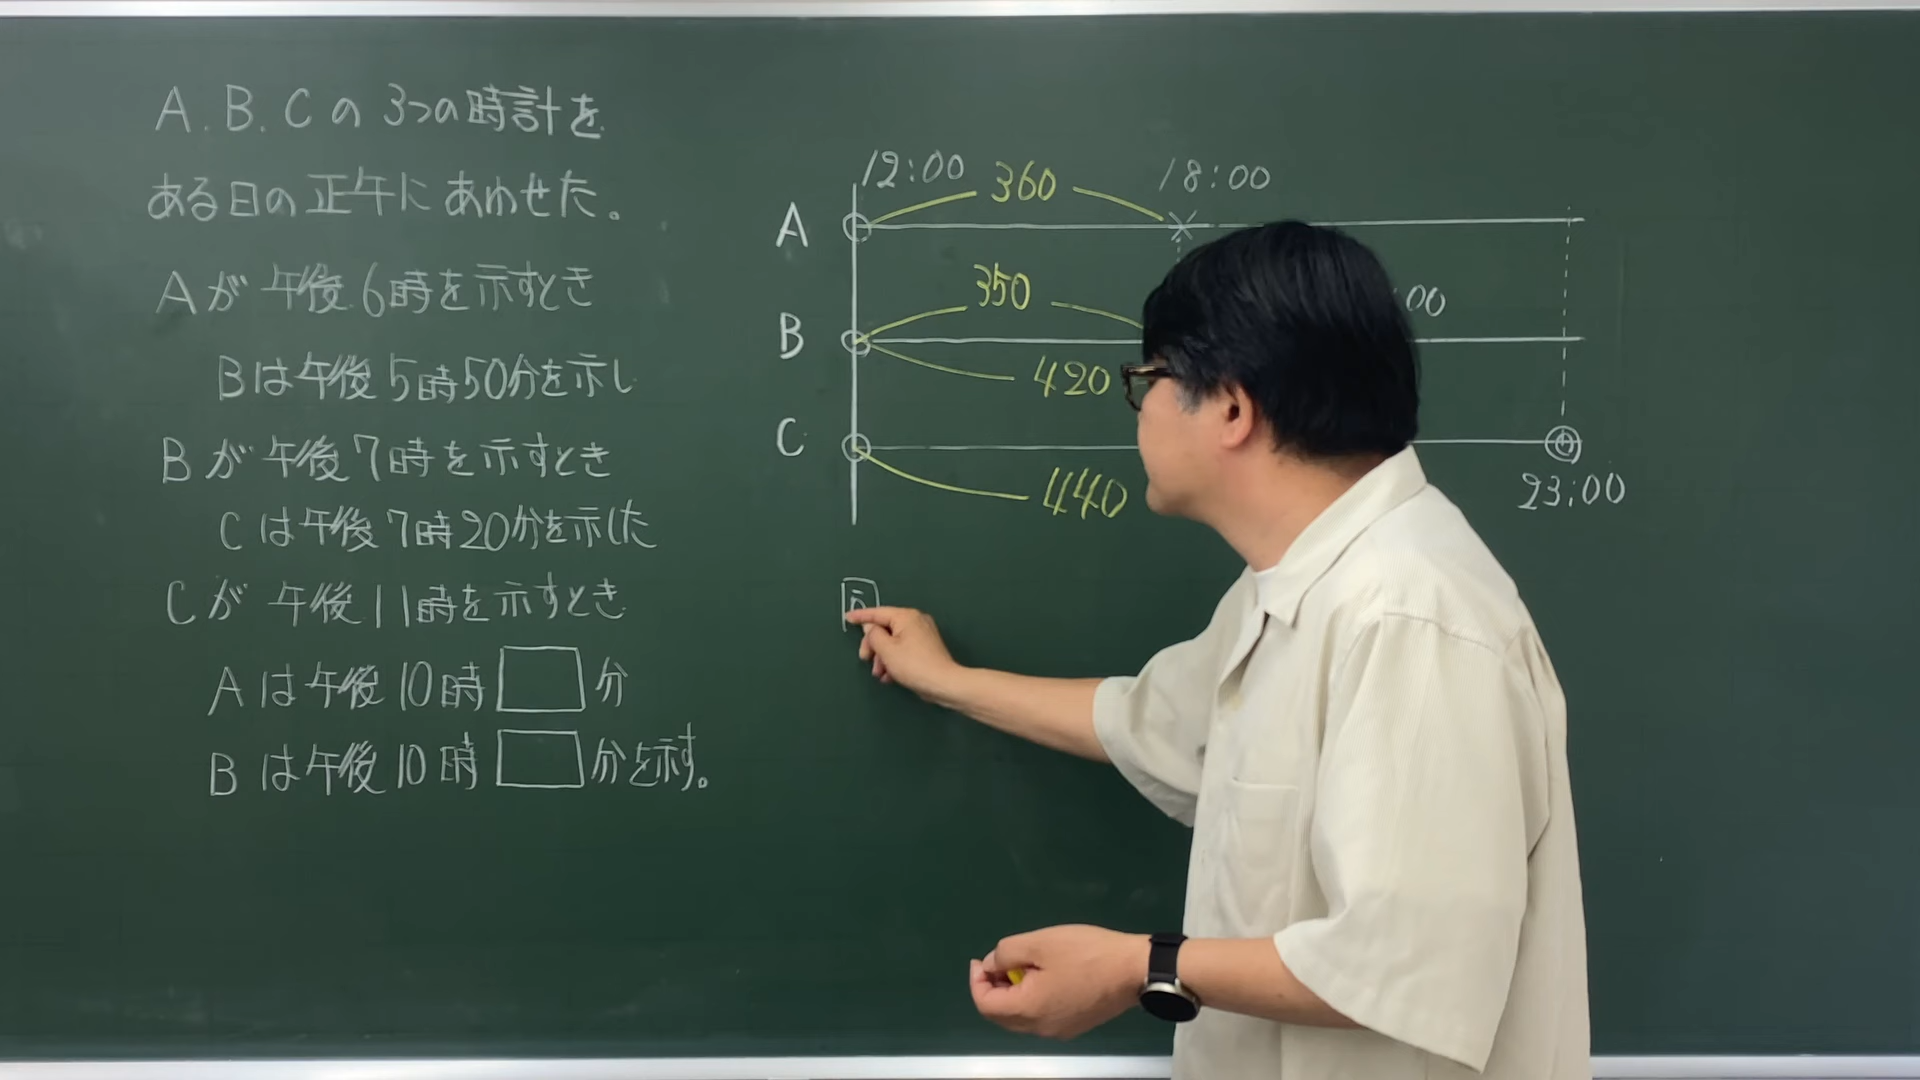 A.B.Cの3つの時計を
ある日の正午にあわせた。
Aが午後6時を示すとき
Bは午後5時50分を示し
Bが午後7時を示すとき
Cは午後7時20分を示した
Cが午後11時を示すとき
Aは午後10時□分
Bは午後10時□分を示す。
12:00 360 18:00
A
350 :00
B
420
C
440 23:00